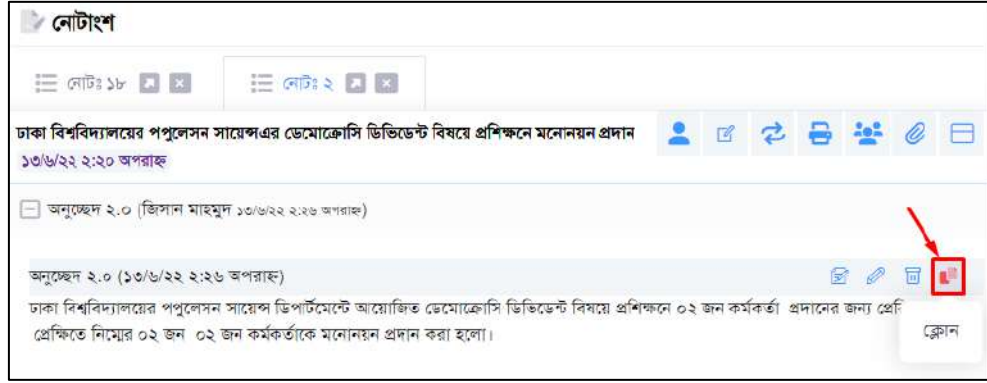 নোটাংশ
নোটঃ ১৮ নোটঃ ২
ঢাকা বিশ্ববিদ্যালয়ের পপুলেসন সায়েন্সএর ডেমোক্রোসি ডিভিডেন্ট বিষয়ে প্রশিক্ষনে মনোনয়ন প্রদান
১৩/৬/২২ ২:২০ অপরাহ্ন
অনুচ্ছেদ ২.০ (জিসান মাহমুদ ১৩/৬/২২ ২:২৬ অপরাহ্ন)
অনুচ্ছেদ ২.০ (১৩/৬/২২ ২:২৬ অপরাহ্ন)
ঢাকা বিশ্ববিদ্যালয়ের পপুলেসন সায়েন্স ডিপার্টমেন্টে আয়োজিত ডেমোক্রোসি ডিভিডেন্ট বিষয়ে প্রশিক্ষনে ০২ জন কর্মকর্তা প্রদানের জন্য
প্রেক্ষিতে নিম্নের ০২ জন ০২ জন কর্মকর্তাকে মনোনয়ন প্রদান করা হলো।
ক্লোন